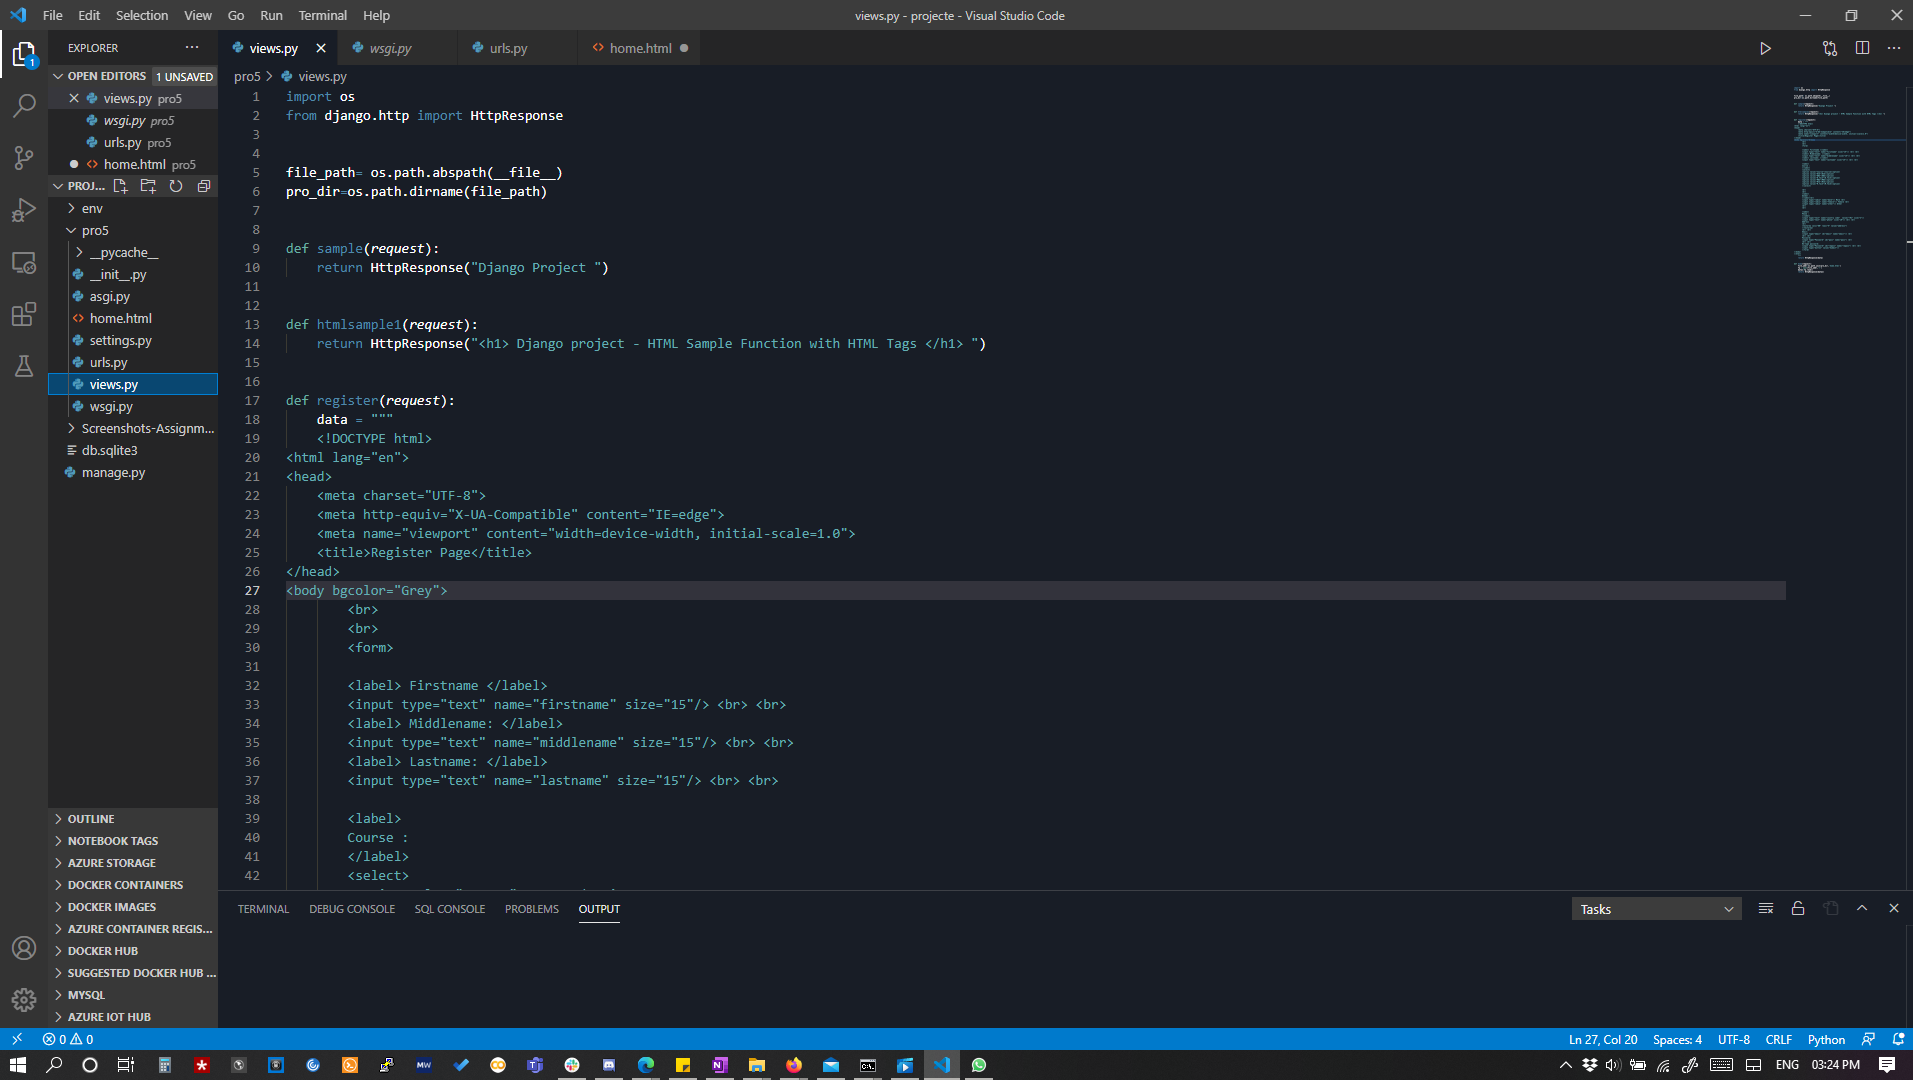 File Edit Selection View Go Run Terminal Help
views.py - projecte - Visual Studio Code
EXPLORER
views.py wsgi.py urls.py home.html
OPEN EDITORS 1 UNSAVED
views.py pro5
wsgi.py pro5
urls.py pro5
home.html pro5
PROJ...
env
pro5
__pycache__
__init__.py
asgi.py
home.html
settings.py
urls.py
views.py
wsgi.py
Screenshots-Assignm...
db.sqlite3
manage.py
OUTLINE
NOTEBOOK TAGS
AZURE STORAGE
DOCKER CONTAINERS
DOCKER IMAGES
AZURE CONTAINER REGIS...
DOCKER HUB
SUGGESTED DOCKER HUB ...
MYSQL
AZURE IOT HUB
1
pro5 > views.py
1 import os
2 from django.http import HttpResponse
3
4
5 file_path= os.path.abspath(__file__)
6 pro_dir=os.path.dirname(file_path)
7
8
9 def sample(request):
10 return HttpResponse("Django Project ")
11
12
13 def htmlsample1(request):
14 return HttpResponse("<h1> Django project - HTML Sample Function with HTML Tags </h1> ")
15
16
17 def register(request):
18 data = """
19 <!DOCTYPE html>
20 <html lang="en">
21 <head>
22 <meta charset="UTF-8">
23 <meta http-equiv="X-UA-Compatible" content="IE=edge">
24 <meta name="viewport" content="width=device-width, initial-scale=1.0">
25 <title>Register Page</title>
26 </head>
27 <body bgcolor="Grey">
28 <br>
29 <br>
30 <form>
31
32 <label> Firstname </label>
33 <input type="text" name="firstname" size="15"/> <br> <br>
34 <label> Middlename: </label>
35 <input type="text" name="middlename" size="15"/> <br> <br>
36 <label> Lastname: </label>
37 <input type="text" name="lastname" size="15"/> <br> <br>
38
39 <label>
40 Course :
41 </label>
42 <select>
TERMINAL DEBUG CONSOLE SQL CONSOLE PROBLEMS OUTPUT
Tasks
0 0
Ln 27, Col 20 Spaces: 4 UTF-8 CRLF Python
MW
ENG 03:24 PM